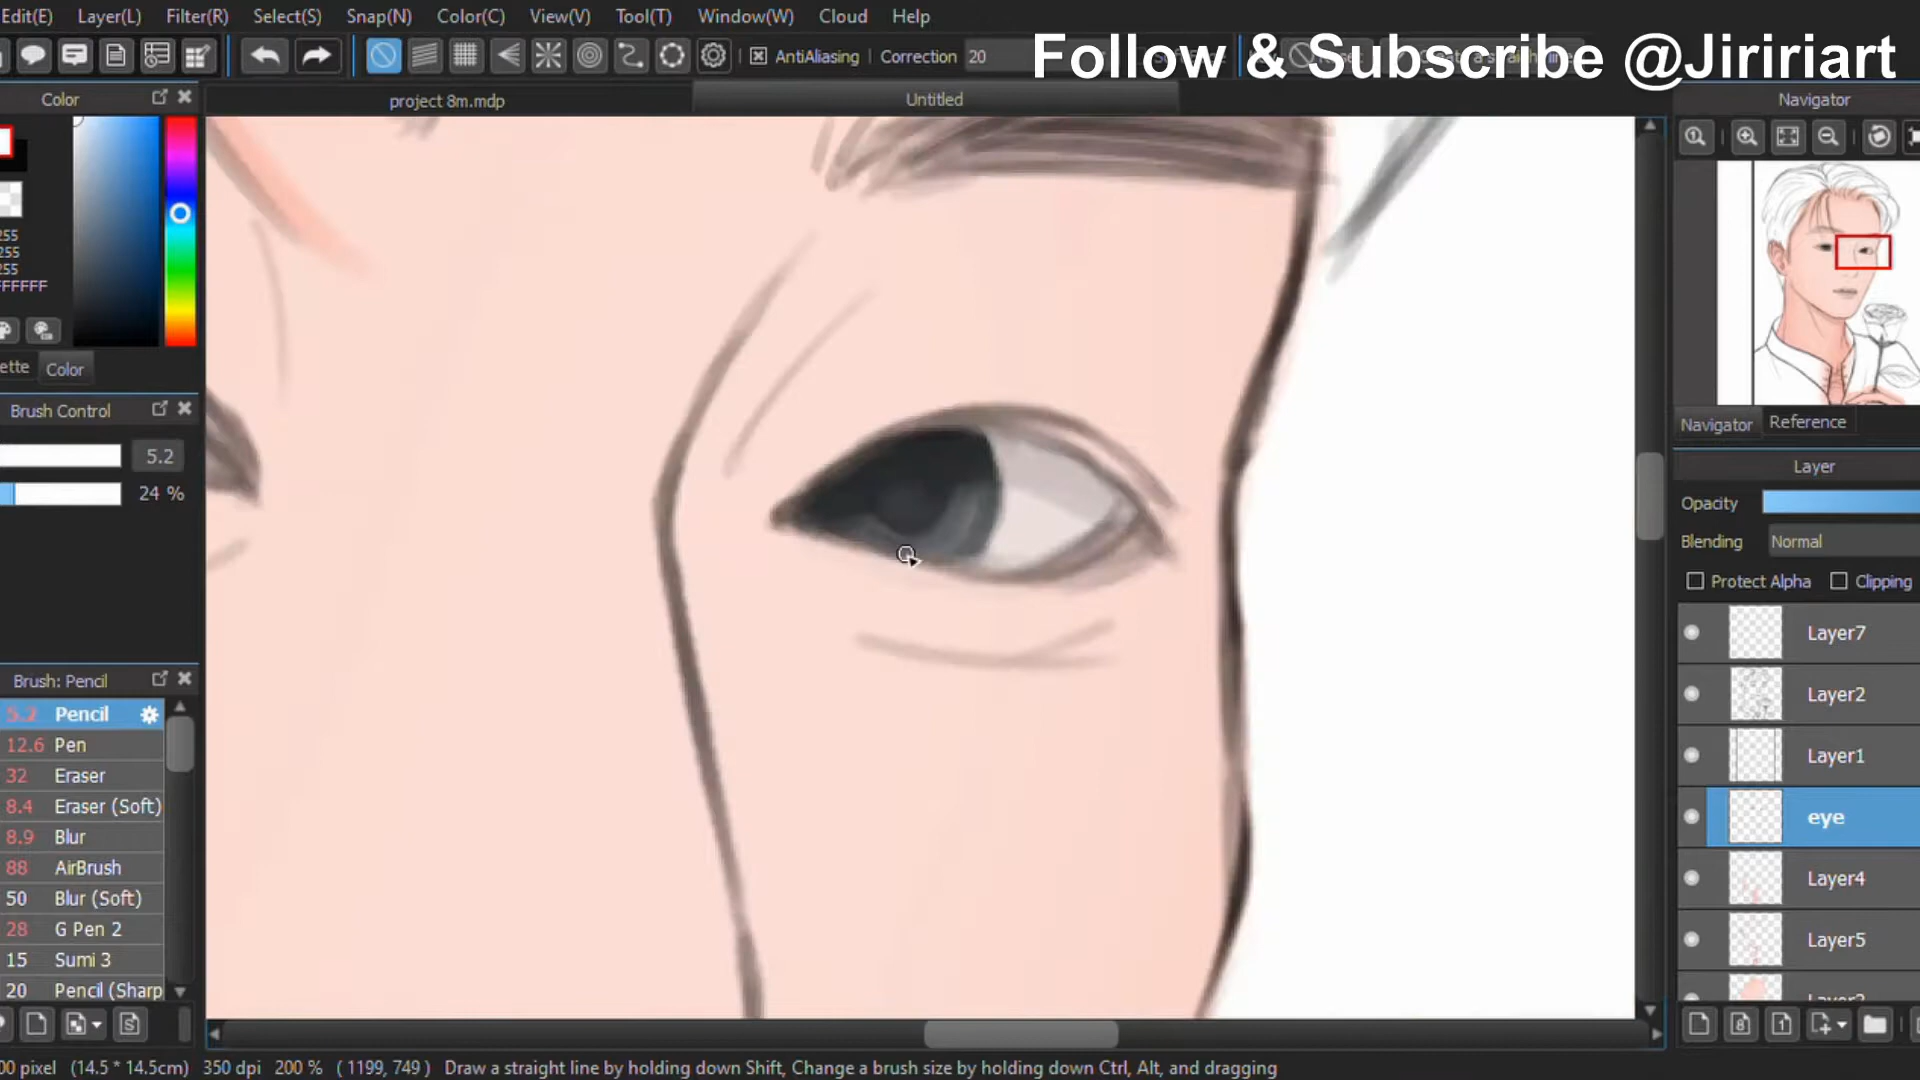 Edit(E) Layer(L) Filter(R) Select(S) Snap(N) Color(C) View(V) Tool(T) Window(W) Cloud Help
AntiAliasing Correction 20
Follow & Subscribe @Jiririart
Color
project 8m.mdp
Untitled
Navigator
255
255
255
FFFFFF
ette
Color
Brush Control
5.2
24 %
Brush: Pencil
5.2 Pencil
12.6 Pen
32 Eraser
8.4 Eraser (Soft)
8.9 Blur
88 AirBrush
50 Blur (Soft)
28 G Pen 2
15 Sumi 3
20 Pencil (Sharp
Navigator
Reference
Layer
Opacity
Blending Normal
Protect Alpha Clipping
Layer7
Layer2
Layer1
eye
Layer4
Layer5
00 pixel (14.5 * 14.5cm) 350 dpi 200 % ( 1199, 749 ) Draw a straight line by holding down Shift, Change a brush size by holding down Ctrl, Alt, and dragging